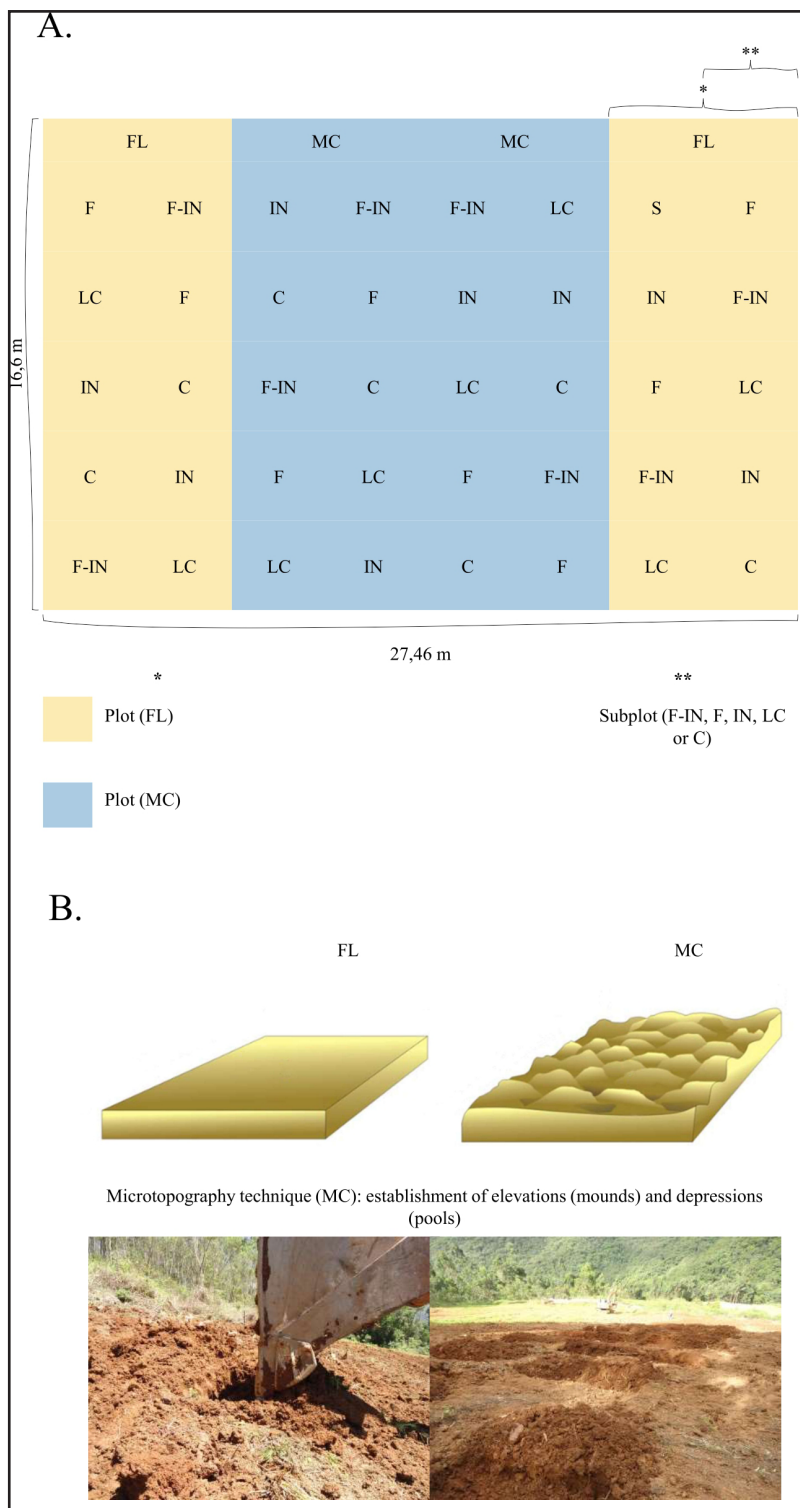 A.
**
*
FL MC MC FL
F F-IN IN F-IN F-IN LC S F
LC F C F IN IN IN F-IN
16,6 m
IN C F-IN C LC C F LC
C IN F LC F F-IN F-IN IN
F-IN LC LC IN C F LC C
27,46 m
* **
Plot (FL) Subplot (F-IN, F, IN, LC
or C)
Plot (MC)
B.
FL MC
Microtopography technique (MC): establishment of elevations (mounds) and depressions
(pools)